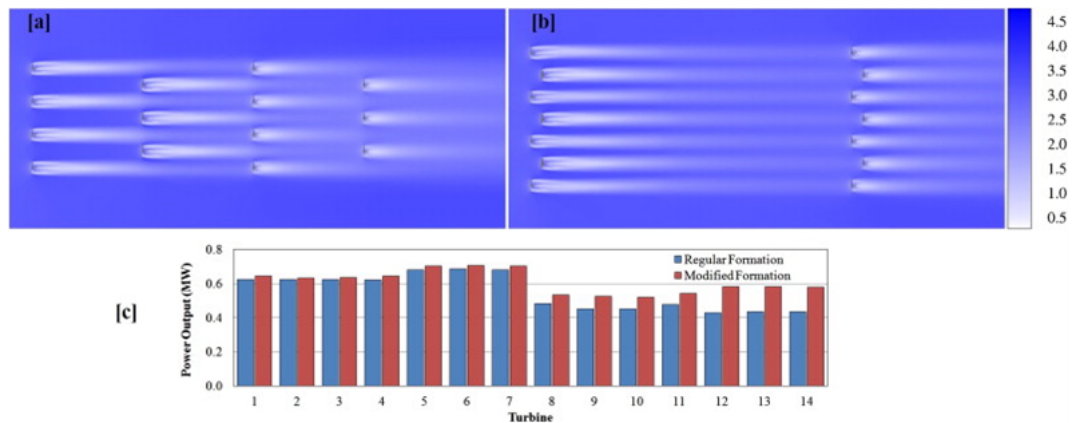 [a]
[b]
4.5
4.0
3.5
3.0
2.5
2.0
1.5
1.0
0.5
[c]
Power Output (MW)
0.8
0.6
0.4
0.2
0.0
Regular Formation
Modified Formation
1 2 3 4 5 6 7 8 9 10 11 12 13 14
Turbine